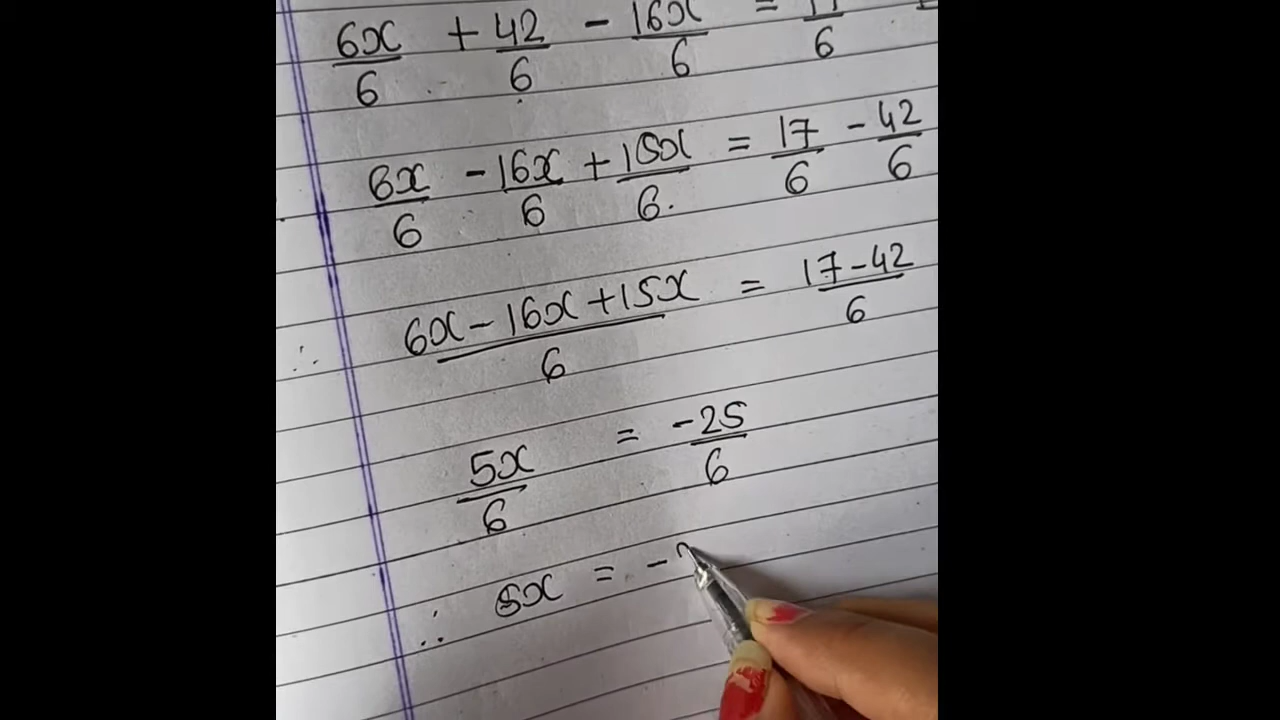 6x/6 + 42/6 - 16x/6 = 17/6
6x/6 - 16x/6 + 15x/6 = 17/6 - 42/6
∴ 6x - 16x + 15x / 6 = 17 - 42 / 6
5x/6 = -25/6
∴ 5x = -